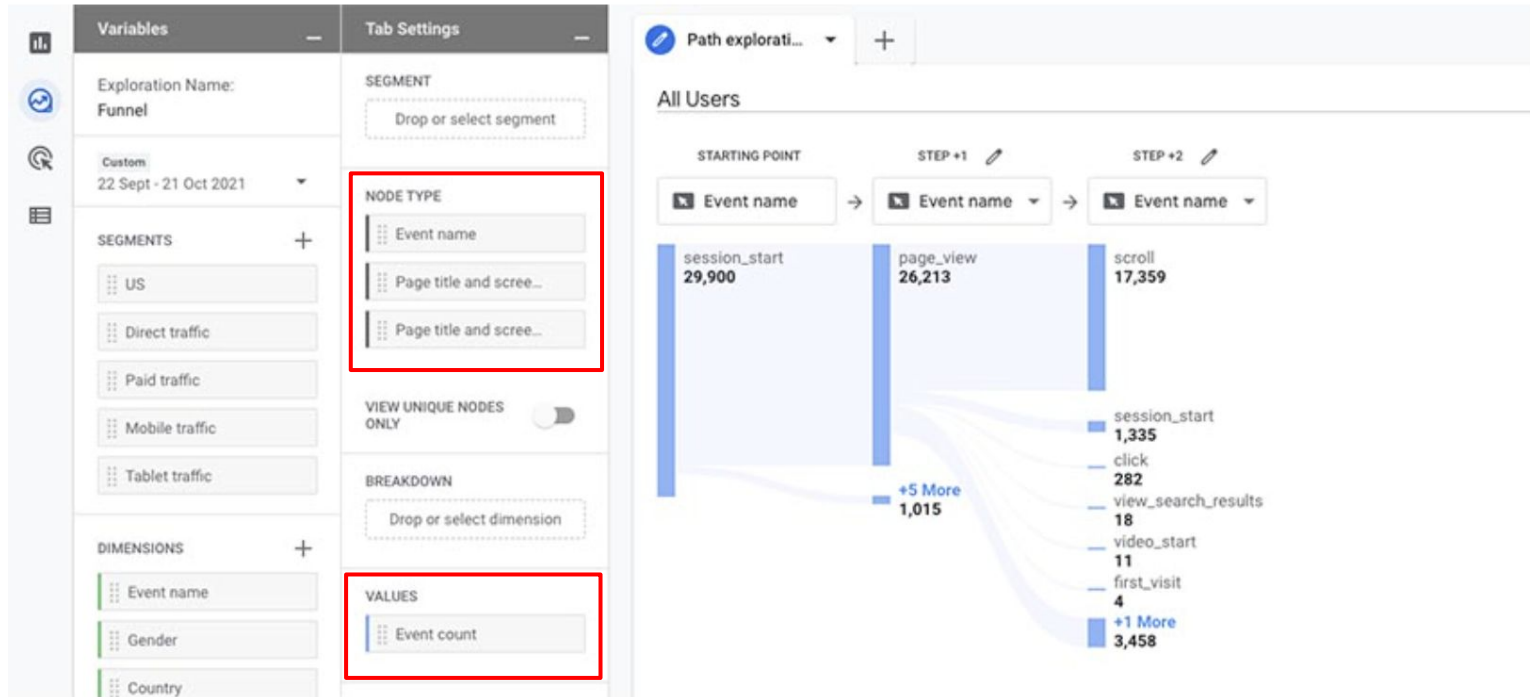 Variables
Exploration Name:
Funnel
Custom
22 Sept - 21 Oct 2021
SEGMENTS
US
Direct traffic
Paid traffic
Mobile traffic
Tablet traffic
DIMENSIONS
Event name
Gender
Country
Tab Settings
SEGMENT
Drop or select segment
NODE TYPE
Event name
Page title and scree...
Page title and scree...
VIEW UNIQUE NODES
ONLY
BREAKDOWN
Drop or select dimension
VALUES
Event count
Path explorati...
All Users
STARTING POINT
STEP +1
STEP +2
Event name
Event name
Event name
session_start
29,900
page_view
26,213
+5 More
1,015
scroll
17,359
session_start
1,335
click
282
view_search_results
18
video_start
11
first_visit
4
+1 More
3,458